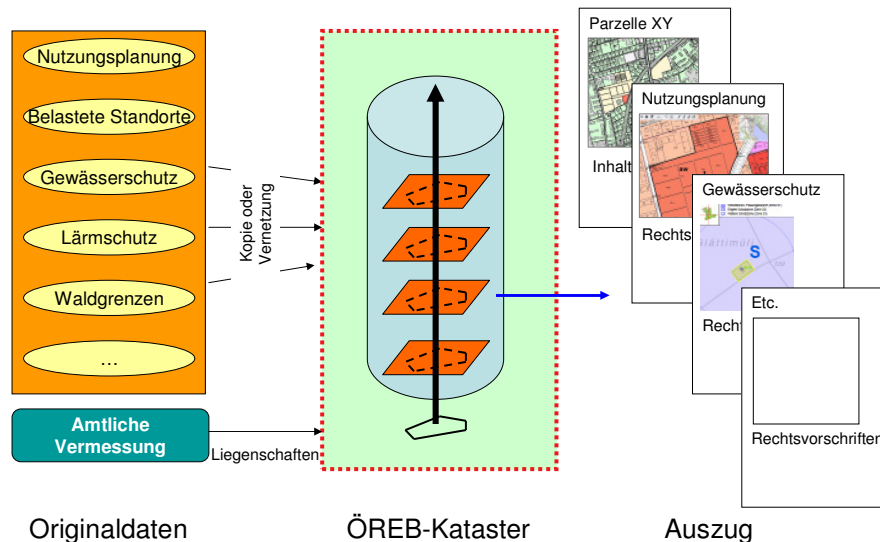 Nutzungsplanung
Belastete Standorte
Gewässerschutz
Lärmschutz
Waldgrenzen
...
Amtliche
Vermessung
Kopie oder
Vernetzung
Liegenschaften
Parzelle XY
Inhalt
Nutzungsplanung
Rechts
Gewässerschutz
S
Recht
Etc.
Rechtsvorschriften
Originaldaten
ÖREB-Kataster
Auszug